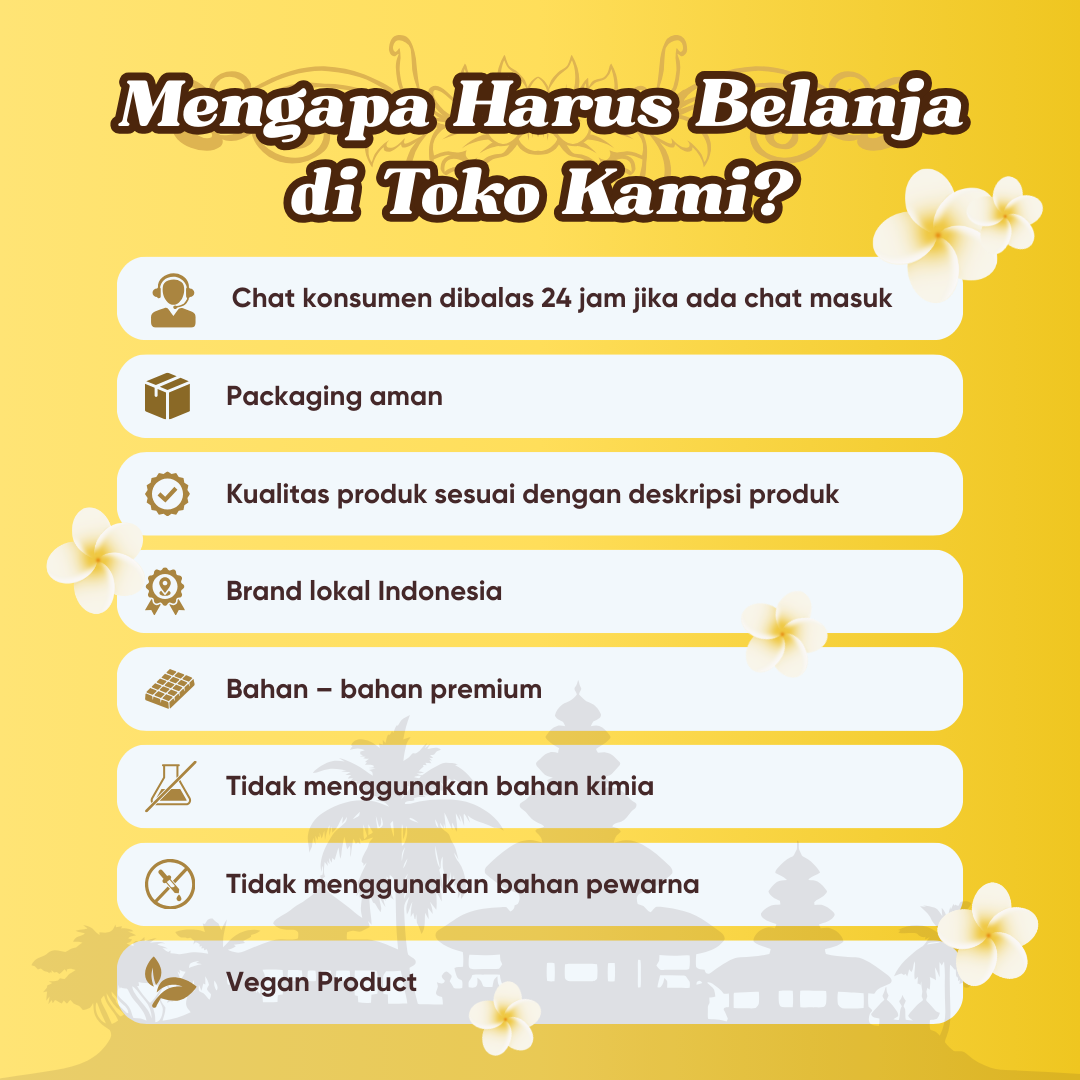 Mengapa Harus Belanja
di Toko Kami?
Chat konsumen dibalas 24 jam jika ada chat masuk
Packaging aman
Kualitas produk sesuai dengan deskripsi produk
Brand lokal Indonesia
Bahan – bahan premium
Tidak menggunakan bahan kimia
Tidak menggunakan bahan pewarna
Vegan Product